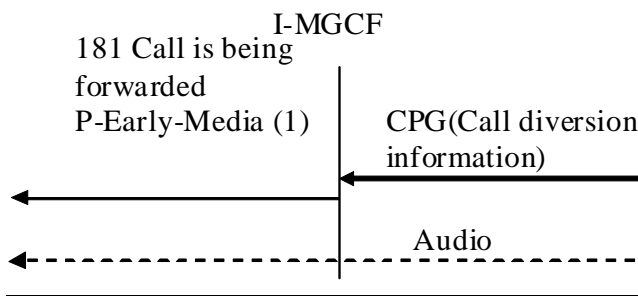 I-MGCF
181 Call is being
forwarded
P-Early-Media (1)
CPG(Call diversion
information)
Audio